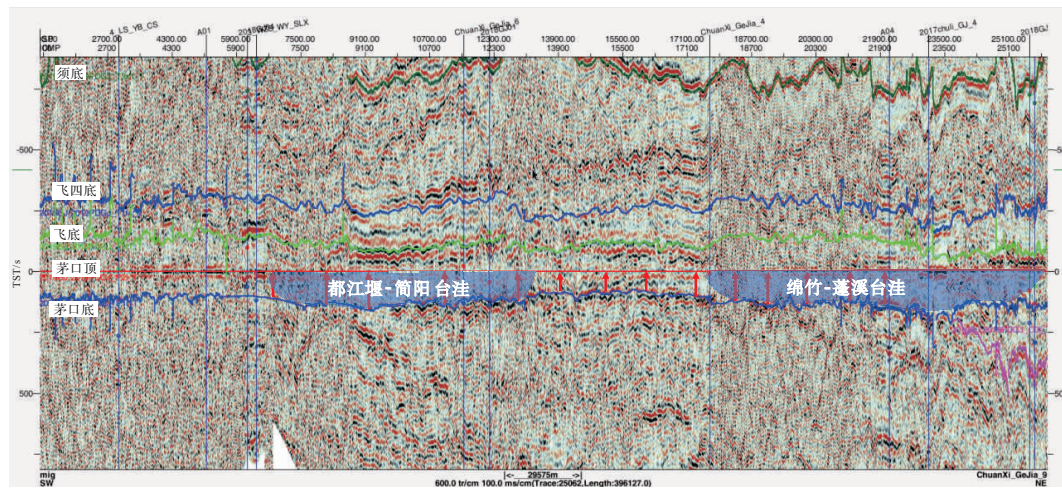 4_LS_YB_CS A01 WY_SLX ChuanXi_GeJia_8 2018GJ01 ChuanXi_GeJia_4 A04 2017chuli_GJ_4 2018GJ
2700.00 4300.00 5900.00 7500.00 9100.00 10700.00 12300.00 13900.00 15500.00 17100.00 18700.00 20300.00 21900.00 23500.00 25100.00
CMP 2700 4300 5900 7500 9100 10700 12300 13900 15500 17100 18700 20300 21900 23500 25100
须底
-500
飞四底
飞底
TST/s
茅口顶
0
都江堰-简阳台洼
绵竹-蓬溪台洼
茅口底
500
mig
|<- 29575m ->|
ChuanXi_GeJia_9
SW
600.0 tr/cm 100.0 ms/cm(Trace:25062,Length:396127.0)
NE